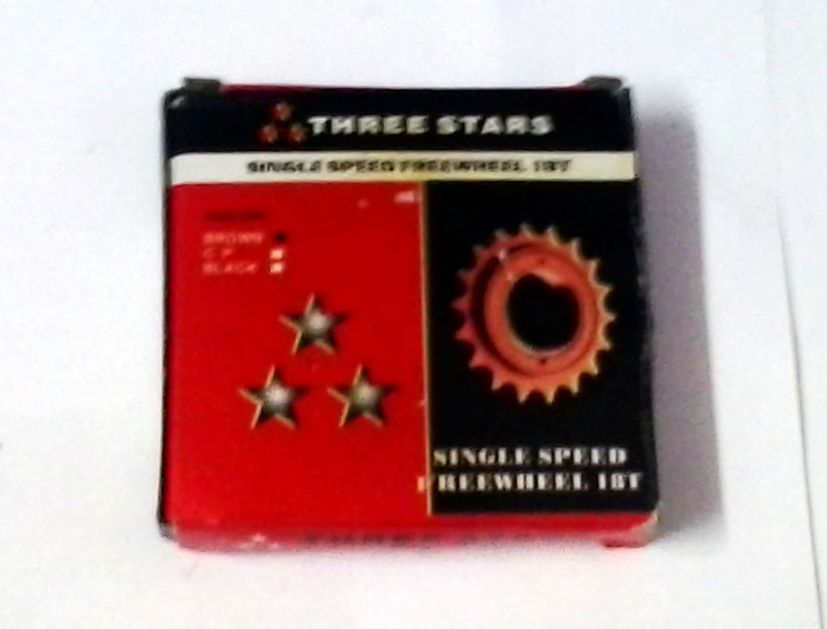 THREE STARS
SINGLE SPEED FREEWHEEL 18T
BROWN
C P
BLACK
SINGLE SPEED
FREEWHEEL 18T